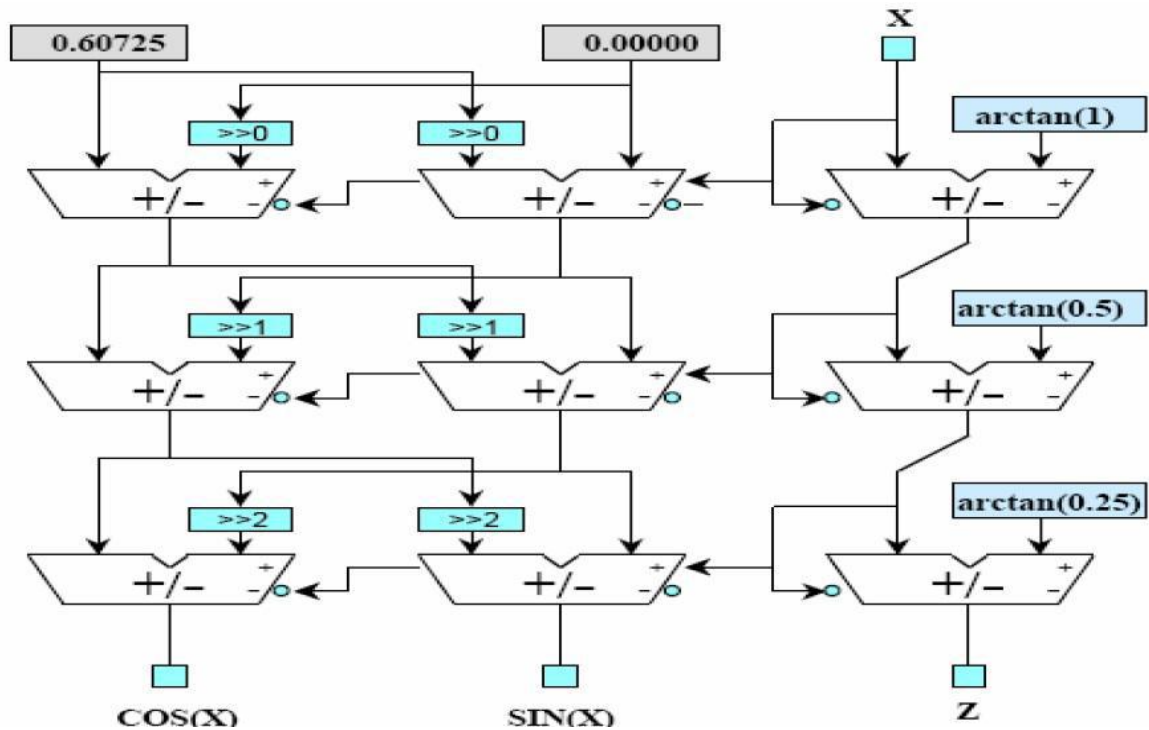 0.60725 0.00000 X
arctan(1)
>>0 >>0
+/- + - +/- + - +/- + -
arctan(0.5)
>>1 >>1
+/- + - +/- + - +/- + -
arctan(0.25)
>>2 >>2
+/- + - +/- + - +/- + -
COS(X) SIN(X) Z